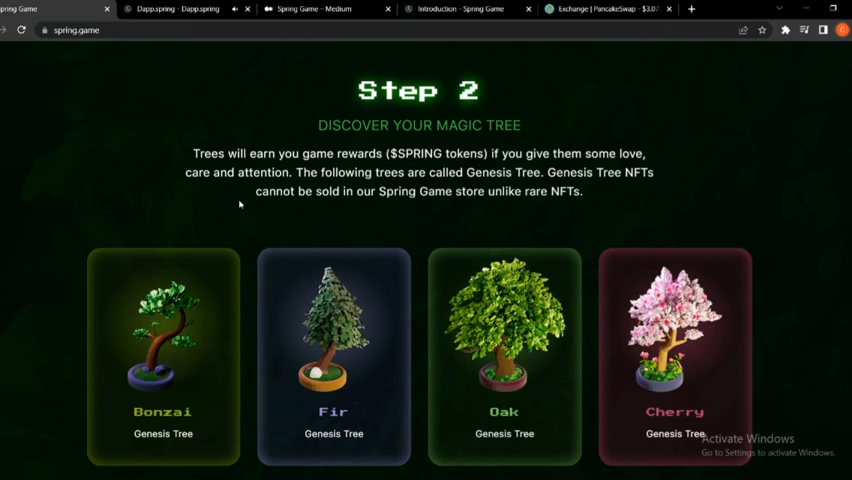 pring Game
Dapp.spring - Dapp.spring
Spring Game – Medium
Introduction - Spring Game
Exchange | PancakeSwap - $3.07
spring.game
C
Step 2
DISCOVER YOUR MAGIC TREE
Trees will earn you game rewards ($SPRING tokens) if you give them some love,
care and attention. The following trees are called Genesis Tree. Genesis Tree NFTs
cannot be sold in our Spring Game store unlike rare NFTs.
Bonzai
Genesis Tree
Fir
Genesis Tree
Oak
Genesis Tree
Cherry
Genesis Tree
Activate Windows
Go to Settings to activate Windows.